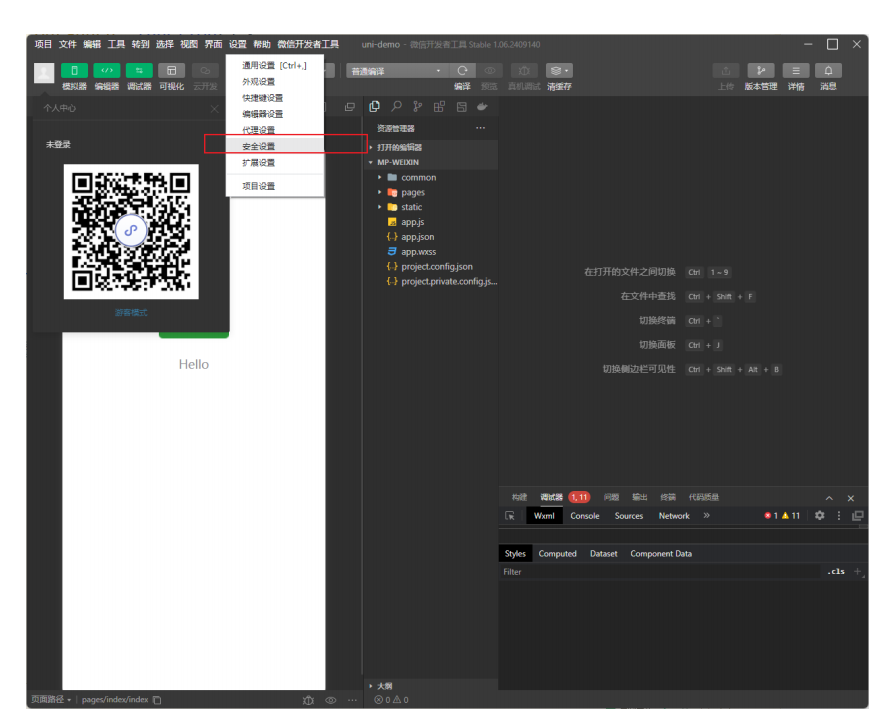 项目 文件 编辑 工具 转到 选择 视图 界面 设置 帮助 微信开发者工具 uni-demo - 微信开发者工具 Stable 1.06.2409140
通用设置 [Ctrl+,]
外观设置
快捷键设置
编辑器设置
代理设置
安全设置
扩展设置
项目设置
普通编译
模拟器 编辑器 调试器 可视化 云开发
编译 预览 真机调试 清缓存 上传 版本管理 详情 消息
个人中心
未登录
游客模式
Hello
资源管理器
打开的编辑器
MP-WEIXIN
common
pages
static
app.js
app.json
app.wxss
project.config.json
project.private.config.js...
在打开的文件之间切换 Ctrl 1 ~ 9
在文件中查找 Ctrl + Shift + F
切换终端 Ctrl + `
切换面板 Ctrl + J
切换侧边栏可见性 Ctrl + Shift + Alt + B
构建 调试器 1, 11 问题 输出 终端 代码质量
Wxml Console Sources Network 1 11
Styles Computed Dataset Component Data
Filter .cls
大纲
页面路径 pages/index/index 0 0